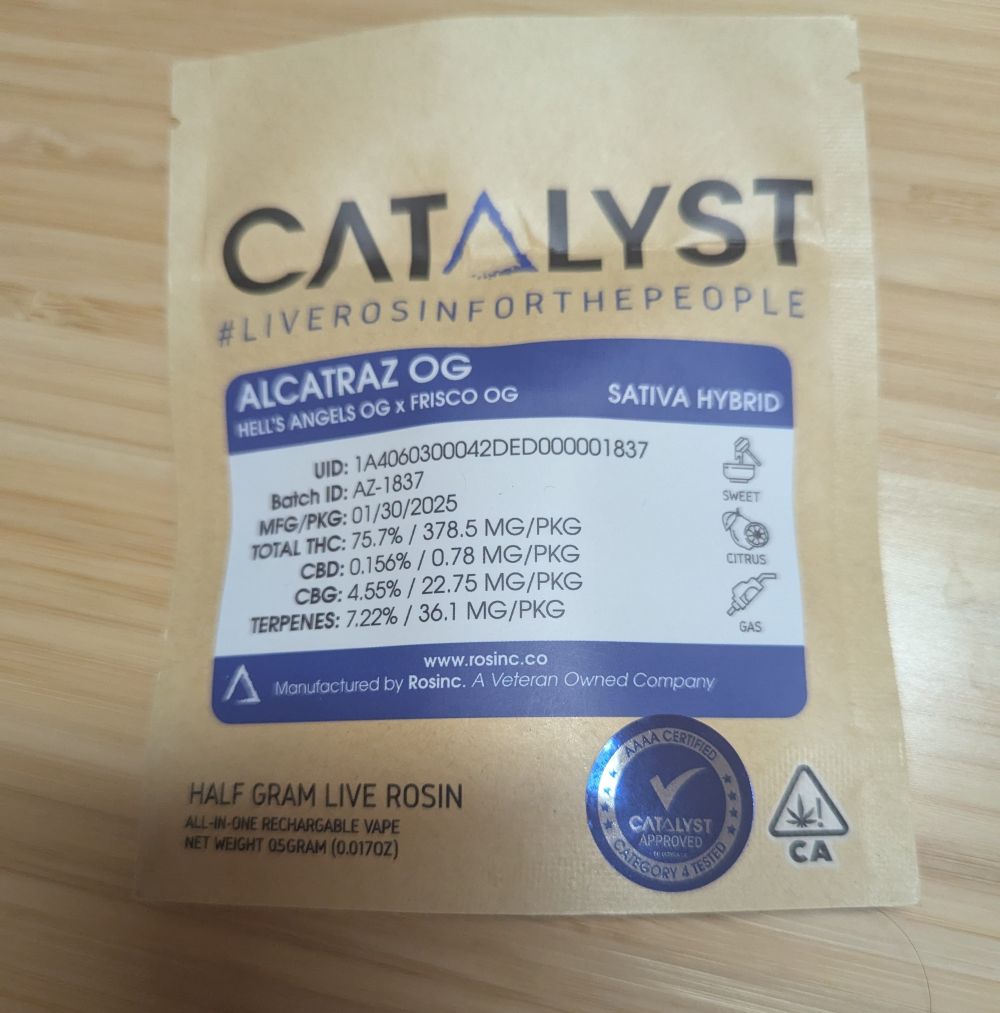 CATALYST
#LIVEROSINFORTHEPEOPLE
ALCATRAZ OG
HELL'S ANGELS OG x FRISCO OG
SATIVA HYBRID
UID: 1A4060300042DED000001837
Batch ID: AZ-1837
MFG/PKG: 01/30/2025
TOTAL THC: 75.7% / 378.5 MG/PKG
CBD: 0.156% / 0.78 MG/PKG
CBG: 4.55% / 22.75 MG/PKG
TERPENES: 7.22% / 36.1 MG/PKG
SWEET
CITRUS
GAS
www.rosinc.co
Manufactured by Rosinc. A Veteran Owned Company
HALF GRAM LIVE ROSIN
ALL-IN-ONE RECHARGABLE VAPE
NET WEIGHT 05GRAM (0.017OZ)
AAAA CERTIFIED
CATALYST
APPROVED
CATEGORY 4 TESTED
!
CA